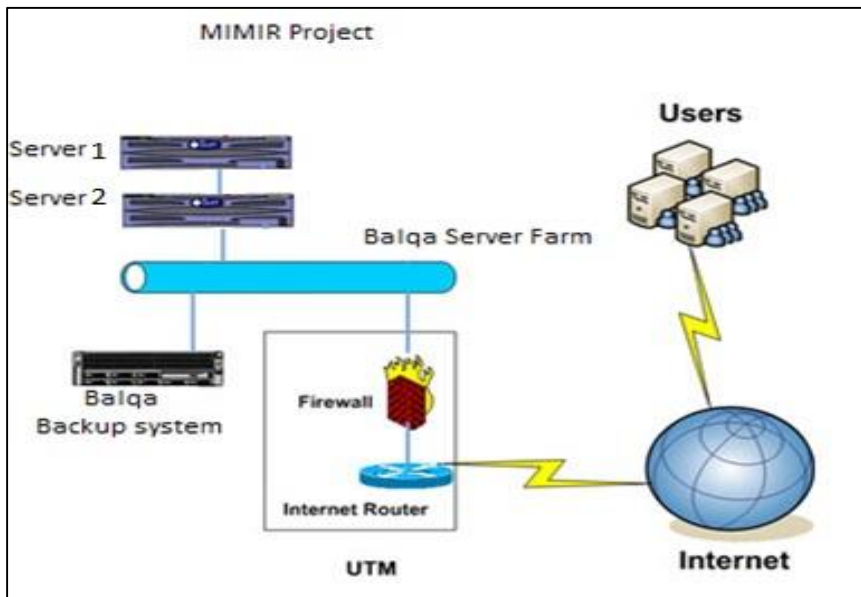 MIMIR Project
Users
Server 1
Server 2
Balqa Server Farm
Balqa
Backup system
Firewall
Internet Router
UTM
Internet